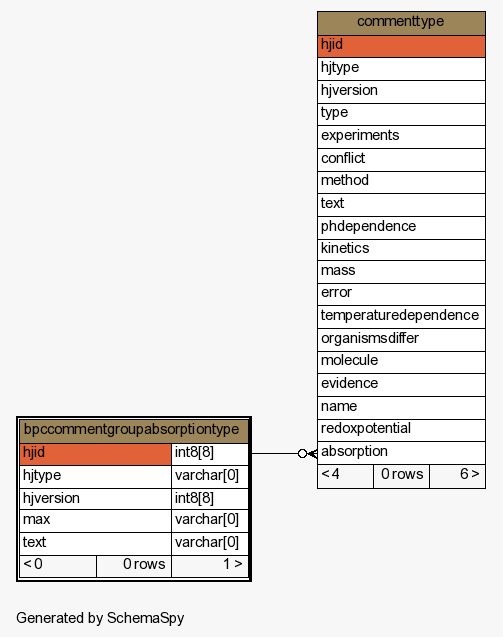 commenttype
hjid
hjtype
hjversion
type
experiments
conflict
method
text
phdependence
kinetics
mass
error
temperaturedependence
organismsdiffer
molecule
evidence
name
redoxpotential
absorption
< 4 0 rows 6 >
bpccommentgroupabsorptiontype
hjid int8[8]
hjtype varchar[0]
hjversion int8[8]
max varchar[0]
text varchar[0]
< 0 0 rows 1 >
Generated by SchemaSpy